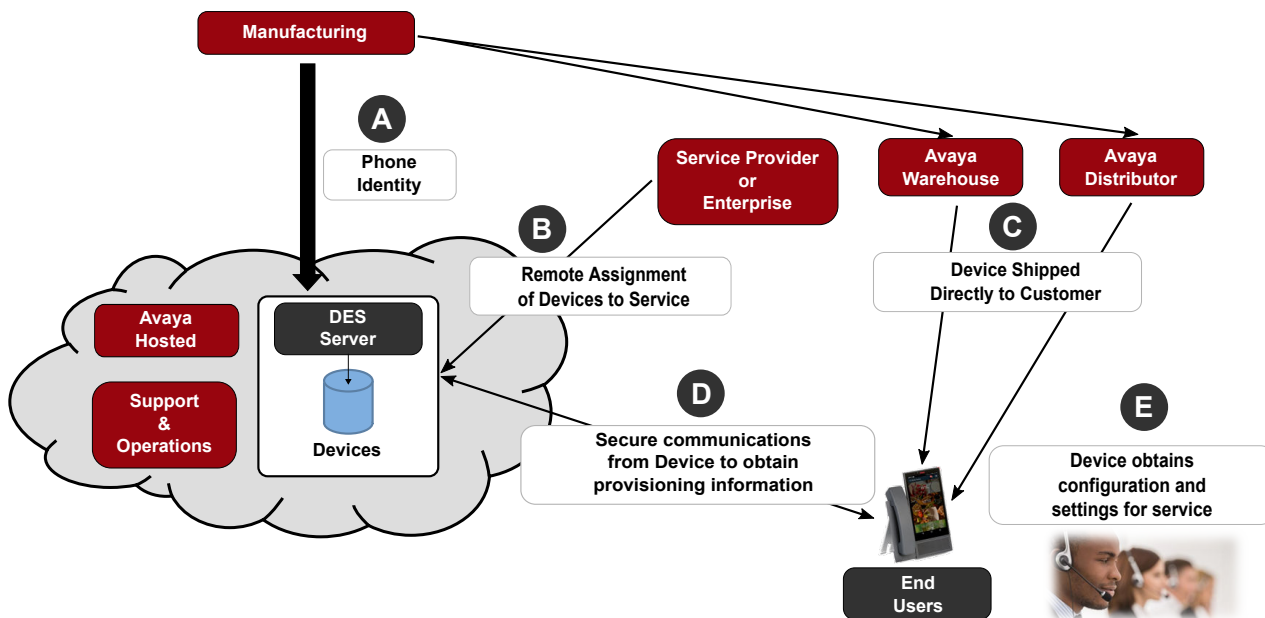 Manufacturing
A
Phone
Identity
Service Provider
or
Enterprise
Avaya
Warehouse
Avaya
Distributor
B
Remote Assignment
of Devices to Service
C
Device Shipped
Directly to Customer
Avaya
Hosted
DES
Server
Support
&
Operations
Devices
D
Secure communications
from Device to obtain
provisioning information
E
Device obtains
configuration and
settings for service
End
Users